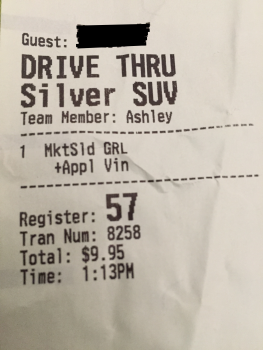 Guest:
DRIVE THRU
Silver SUV
Team Member: Ashley
1 MktSld GRL
+Appl Vin
Register: 57
Tran Num: 8258
Total: $9.95
Time: 1:13PM